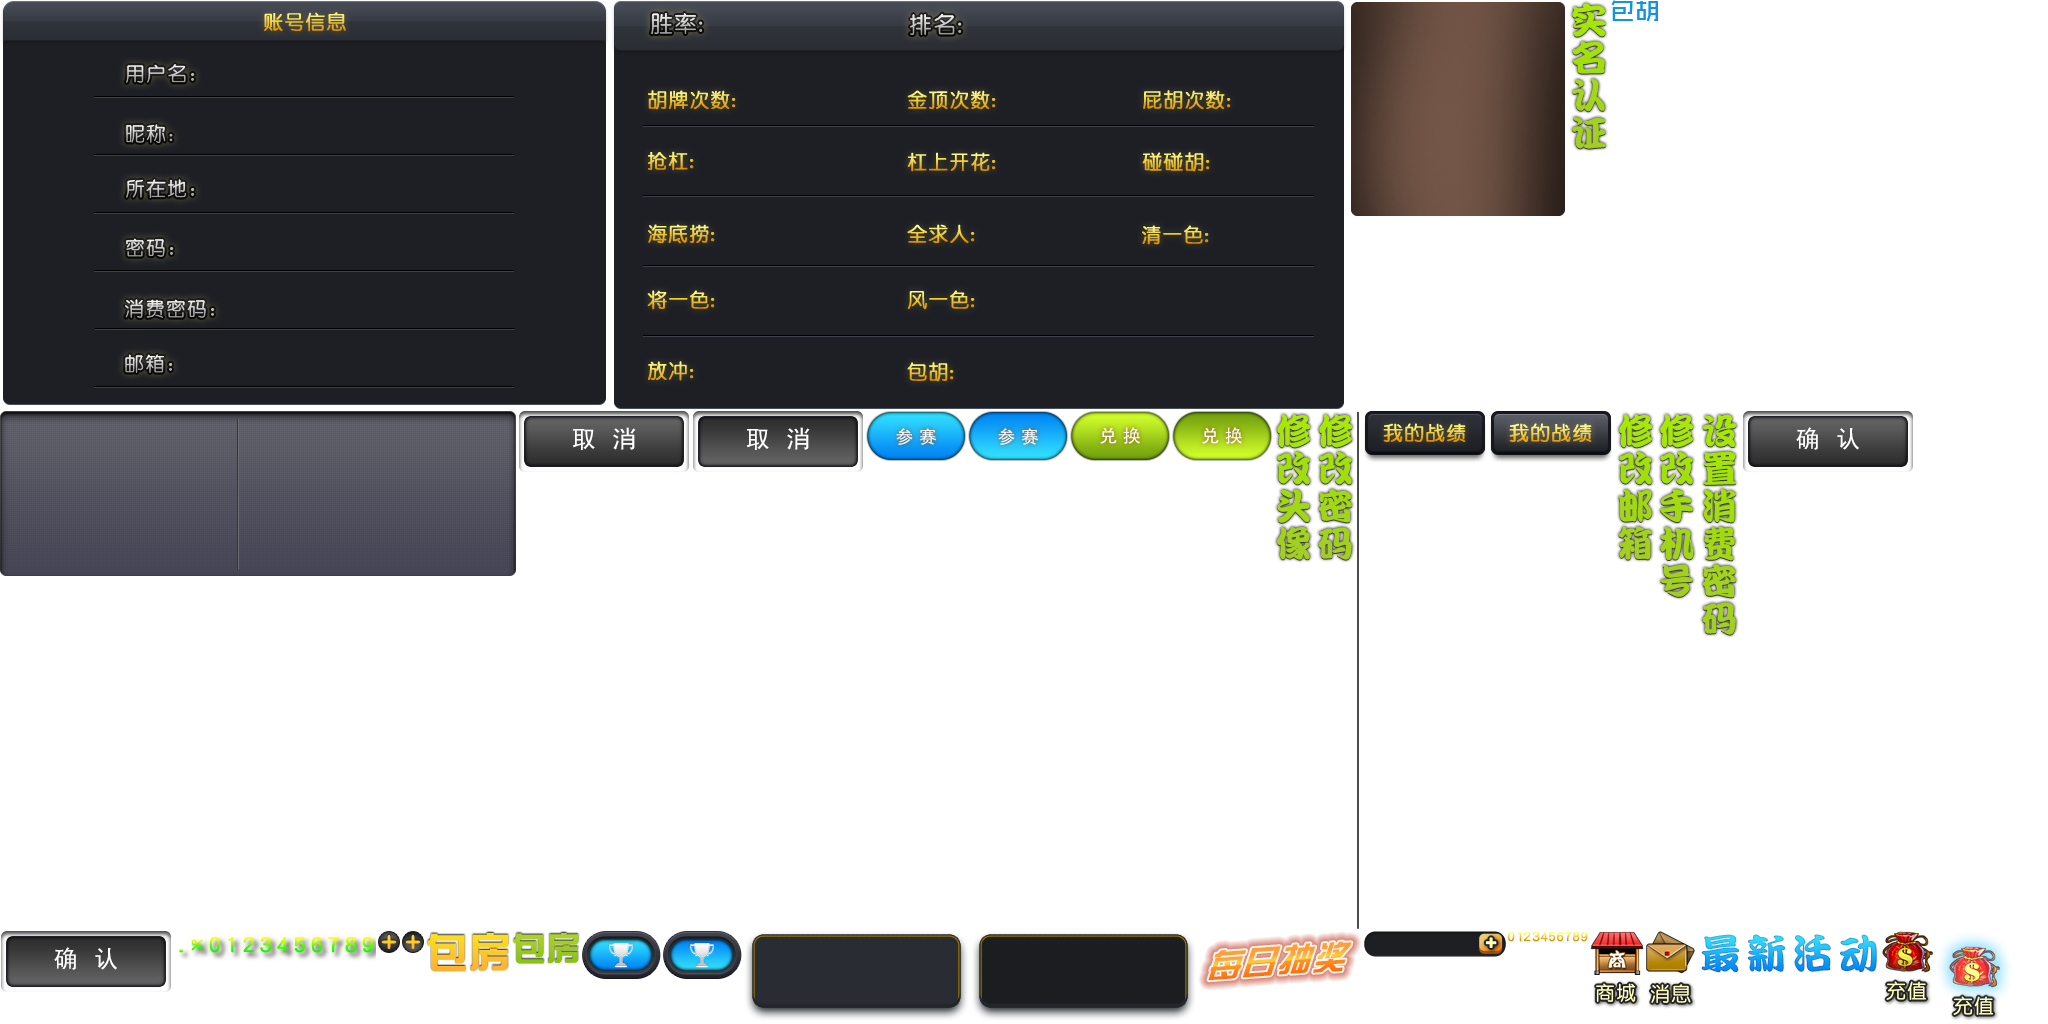 账号信息
用户名:
昵称:
所在地:
密码:
消费密码:
邮箱:
胜率: 排名:
胡牌次数: 金顶次数: 屁胡次数:
抢杠: 杠上开花: 碰碰胡:
海底捞: 全求人: 清一色:
将一色: 风一色:
放冲: 包胡:
实名认证
包胡
取 消
取 消
参赛
参赛
兑换
兑换
修改头像
修改密码
我的战绩
我的战绩
修改邮箱
修改手机号
设置消费密码
确 认
确 认
.%0123456789
包房
包房
每日抽奖
0123456789
商
商城
消息
最新活动
$
充值
$
充值